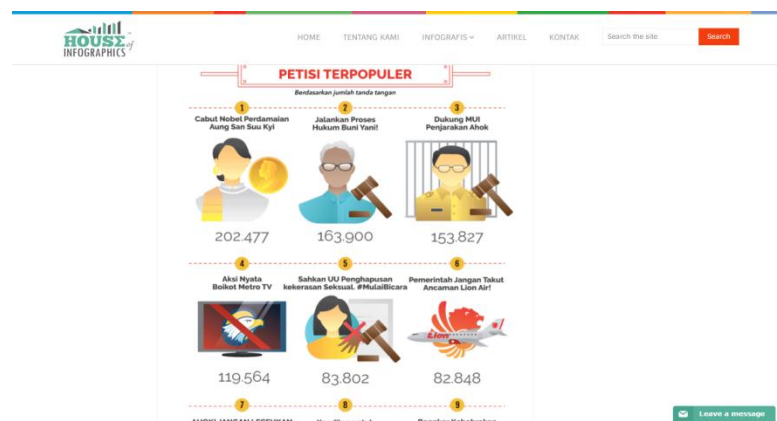 HOUSE of
INFOGRAPHICS
HOME TENTANG KAMI INFOGRAFIS ARTIKEL KONTAK Search the site Search
PETISI TERPOPULER
Berdasarkan jumlah tanda tangan
1 2 3
Cabut Nobel Perdamaian
Aung San Suu Kyi
Jalankan Proses
Hukum Buni Yani!
Dukung MUI
Penjarakan Ahok
202.477 163.900 153.827
4 5 6
Aksi Nyata
Boikot Metro TV
Sahkan UU Penghapusan
kekerasan Seksual. #MulaiBicara
Pemerintah Jangan Takut
Ancaman Lion Air!
Lion
119.564 83.802 82.848
7 8 9
Leave a message